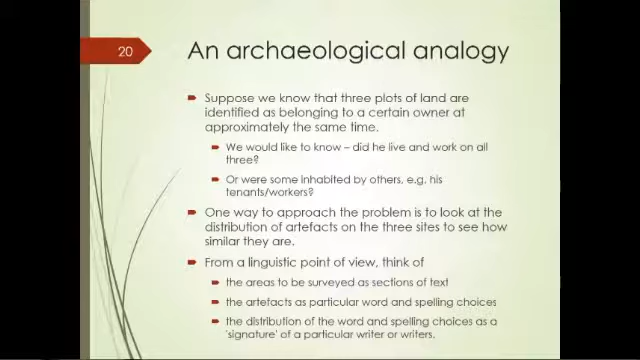 20
An archaeological analogy
Suppose we know that three plots of land are
identified as belonging to a certain owner at
approximately the same time.
We would like to know – did he live and work on all
three?
Or were some inhabited by others, e.g. his
tenants/workers?
One way to approach the problem is to look at the
distribution of artefacts on the three sites to see how
similar they are.
From a linguistic point of view, think of
the areas to be surveyed as sections of text
the artefacts as particular word and spelling choices
the distribution of the word and spelling choices as a
'signature' of a particular writer or writers.